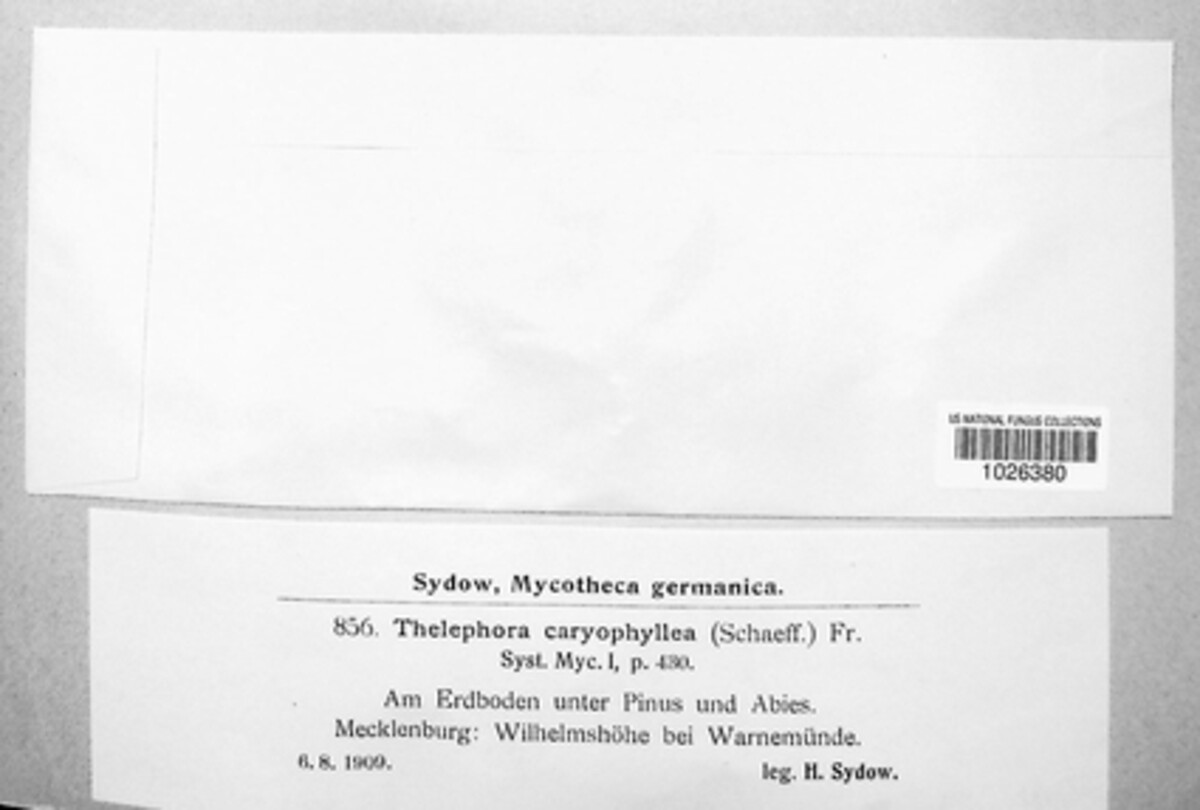 US NATIONAL FUNGUS COLLECTIONS
1026380
Sydow, Mycotheca germanica.
856. Thelephora caryophyllea (Schaeff.) Fr.
Syst. Myc. I, p. 430.
Am Erdboden unter Pinus und Abies.
Mecklenburg: Wilhelmshöhe bei Warnemünde.
6. 8. 1909.
leg. H. Sydow.